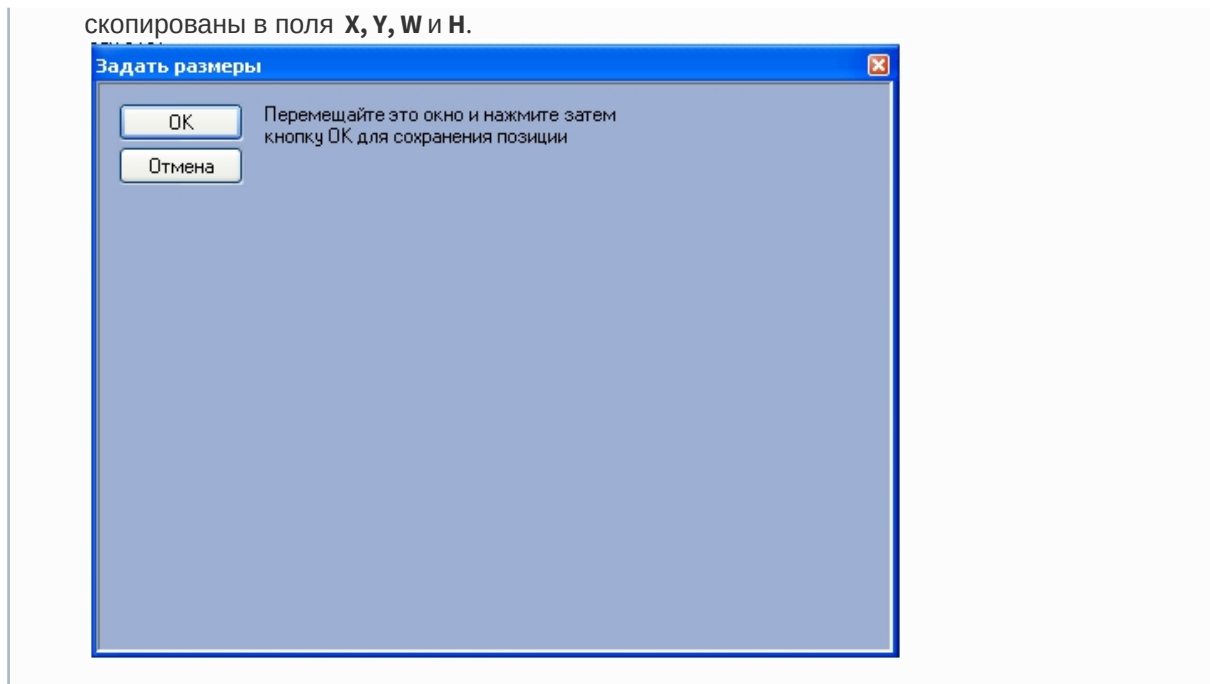 скопированы в поля X, Y, W и H.
Задать размеры
OK
Перемещайте это окно и нажмите затем
кнопку OK для сохранения позиции
Отмена